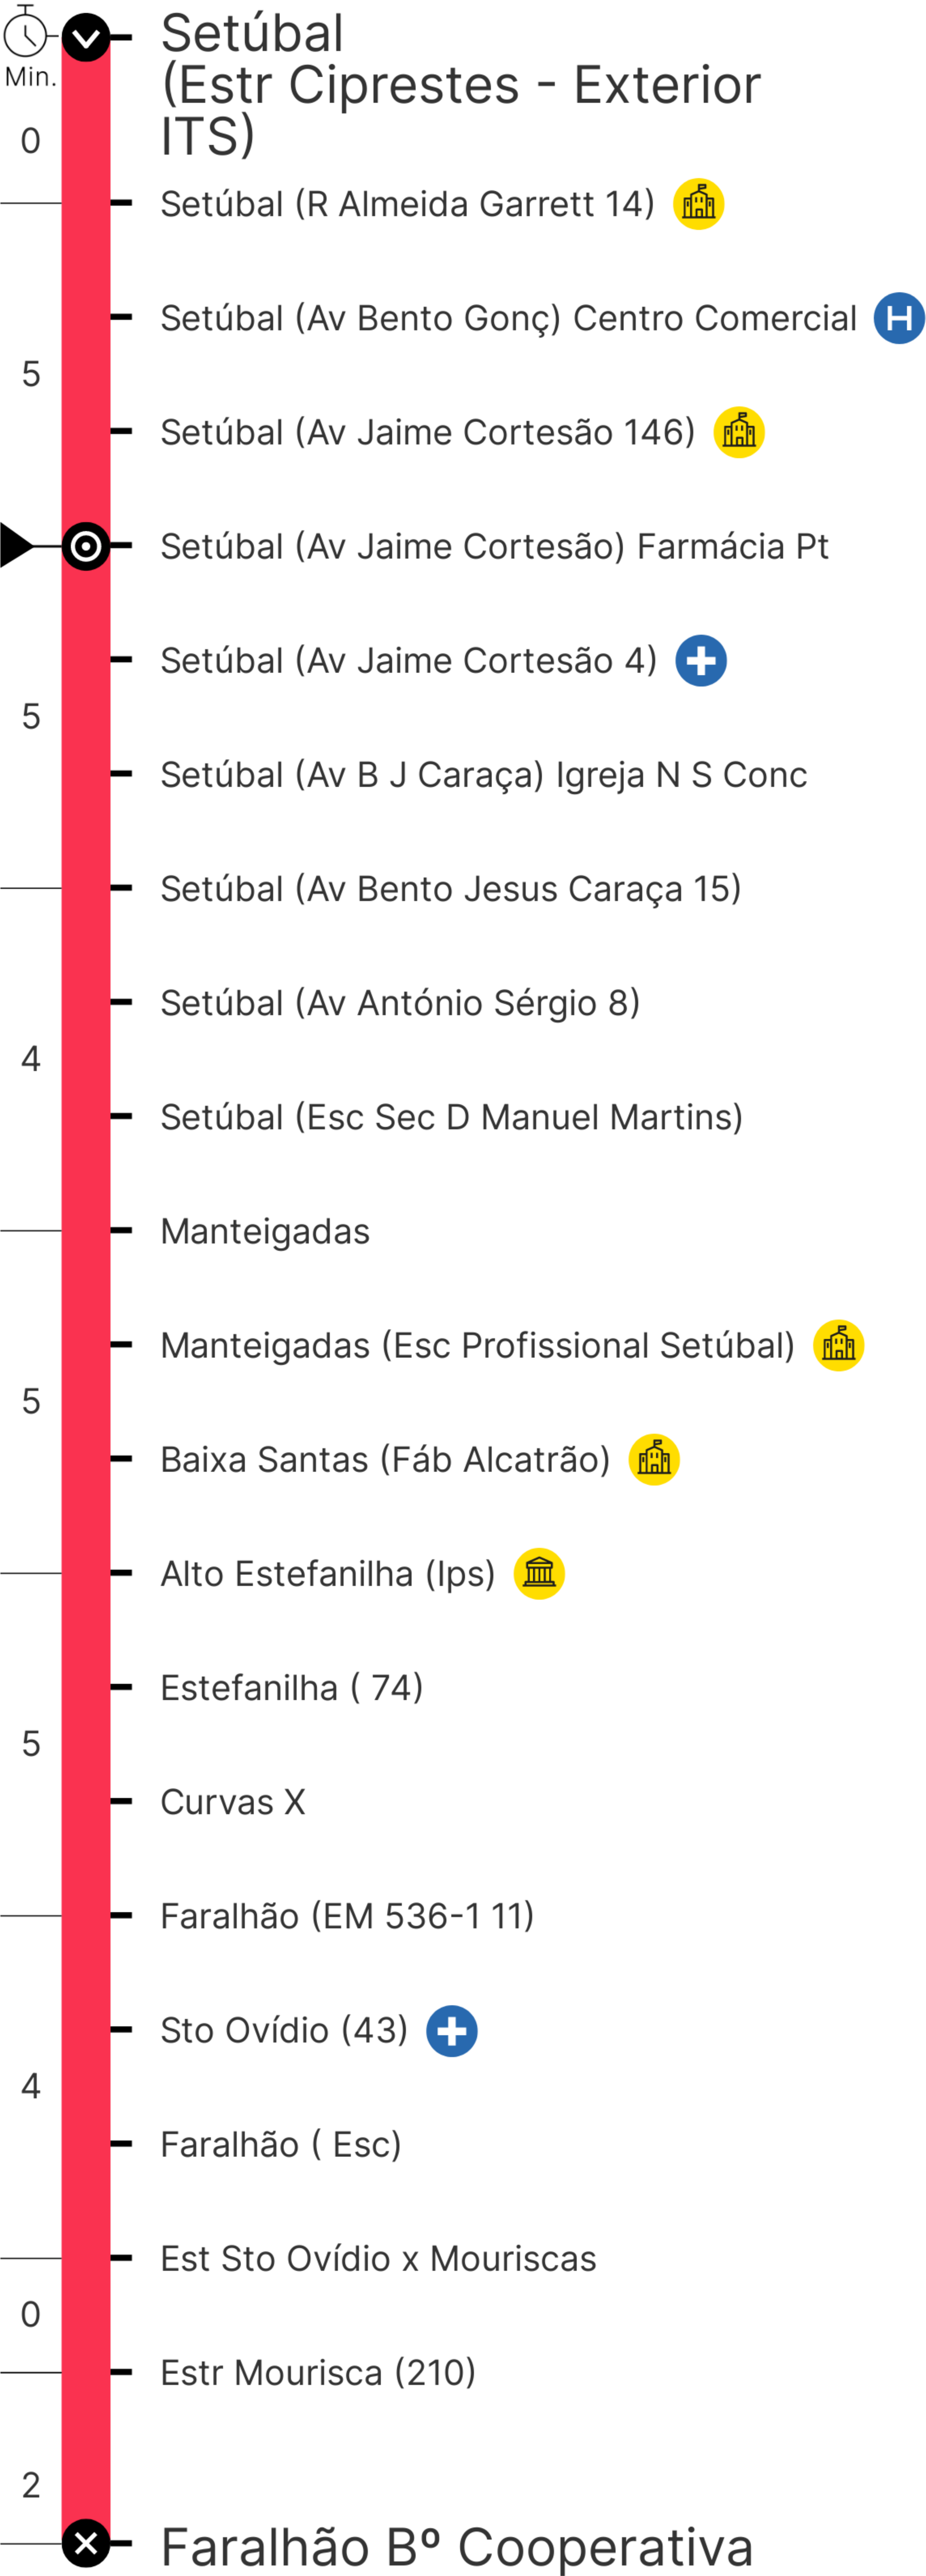 Setúbal
Min.
(Estr Ciprestes - Exterior
ITS)
0
Setúbal (R Almeida Garrett 14)
Setúbal (Av Bento Gonç) Centro Comercial H
5
Setúbal (Av Jaime Cortesão 146)
Setúbal (Av Jaime Cortesão) Farmácia Pt
Setúbal (Av Jaime Cortesão 4)
5
Setúbal (Av B J Caraça) Igreja N S Conc
Setúbal (Av Bento Jesus Caraça 15)
Setúbal (Av António Sérgio 8)
4
Setúbal (Esc Sec D Manuel Martins)
Manteigadas
Manteigadas (Esc Profissional Setúbal)
5
Baixa Santas (Fáb Alcatrão)
Alto Estefanilha (Ips)
Estefanilha ( 74)
5
Curvas X
Faralhão (EM 536-1 11)
Sto Ovídio (43)
4
Faralhão ( Esc)
Est Sto Ovídio x Mouriscas
0
Estr Mourisca (210)
2
Faralhão Bº Cooperativa